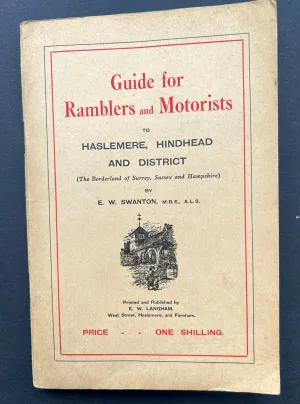 Guide for
Ramblers and Motorists
TO
HASLEMERE, HINDHEAD
AND DISTRICT
(The Borderland of Surrey, Sussex and Hampshire)
BY
E. W. SWANTON, M.B.E., A.L.S.
Printed and Published by
E. W. LANGHAM,
West Street, Haslemere, and Farnham.
PRICE - - ONE SHILLING.